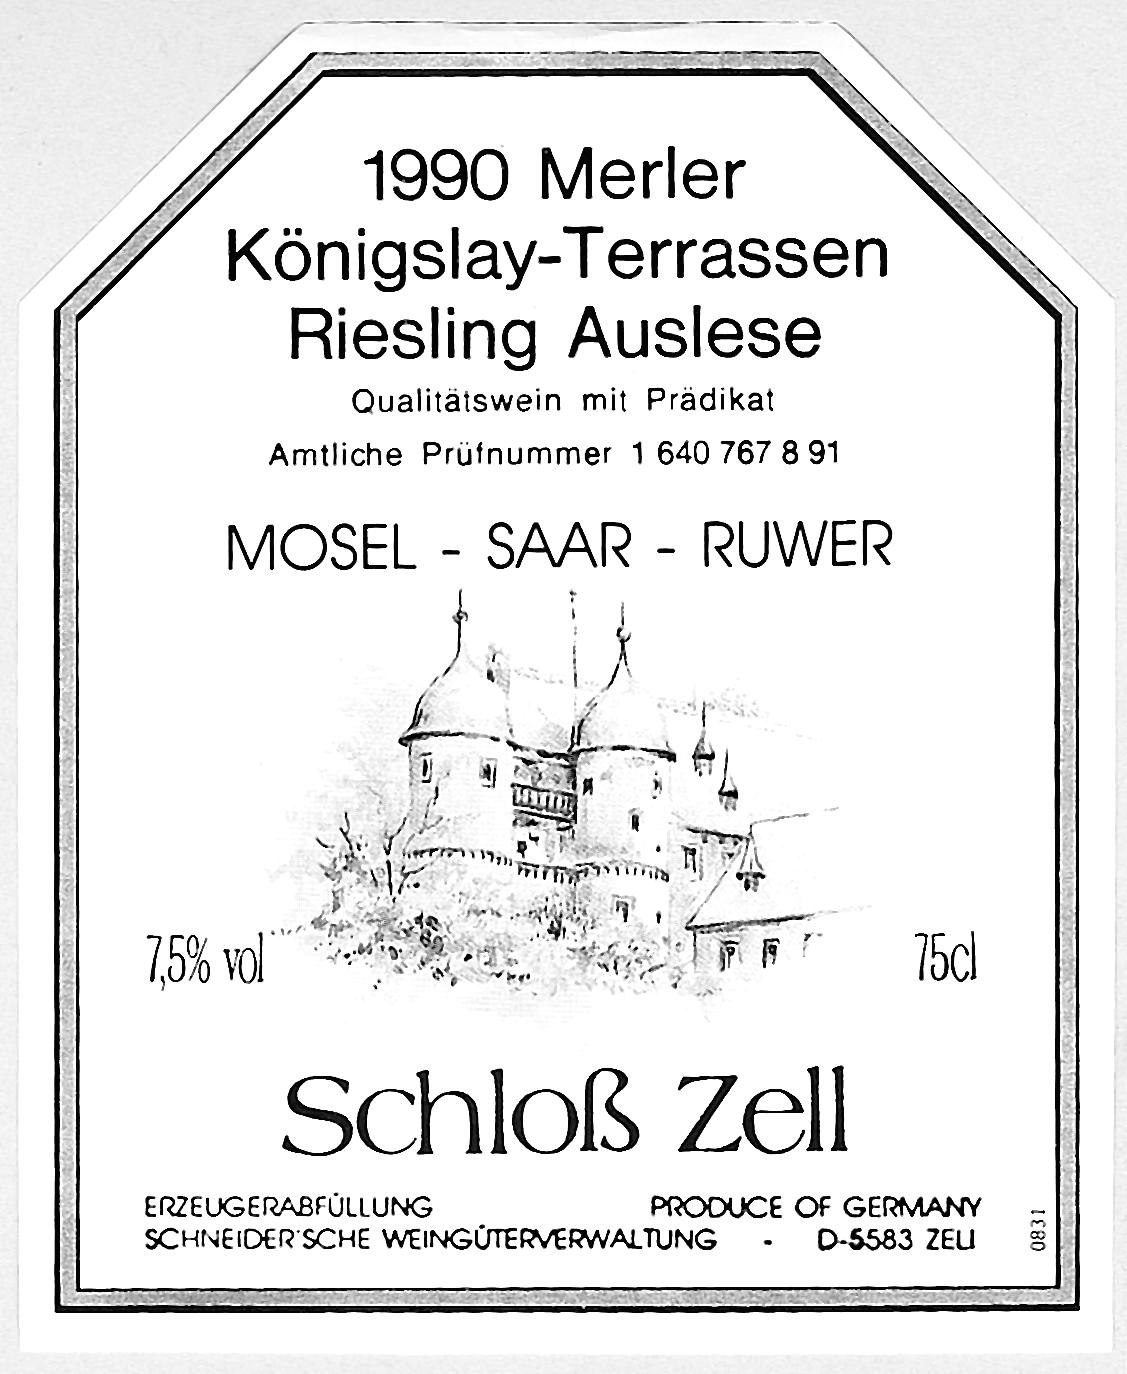 1990 Merler
Königslay-Terrassen
Riesling Auslese
Qualitätswein mit Prädikat
Amtliche Prüfnummer 1 640 767 8 91
MOSEL - SAAR - RUWER
7,5% vol
75cl
Schloß Zell
ERZEUGERABFÜLLUNG PRODUCE OF GERMANY
SCHNEIDER'SCHE WEINGÜTERVERWALTUNG - D-5583 ZELL
0831